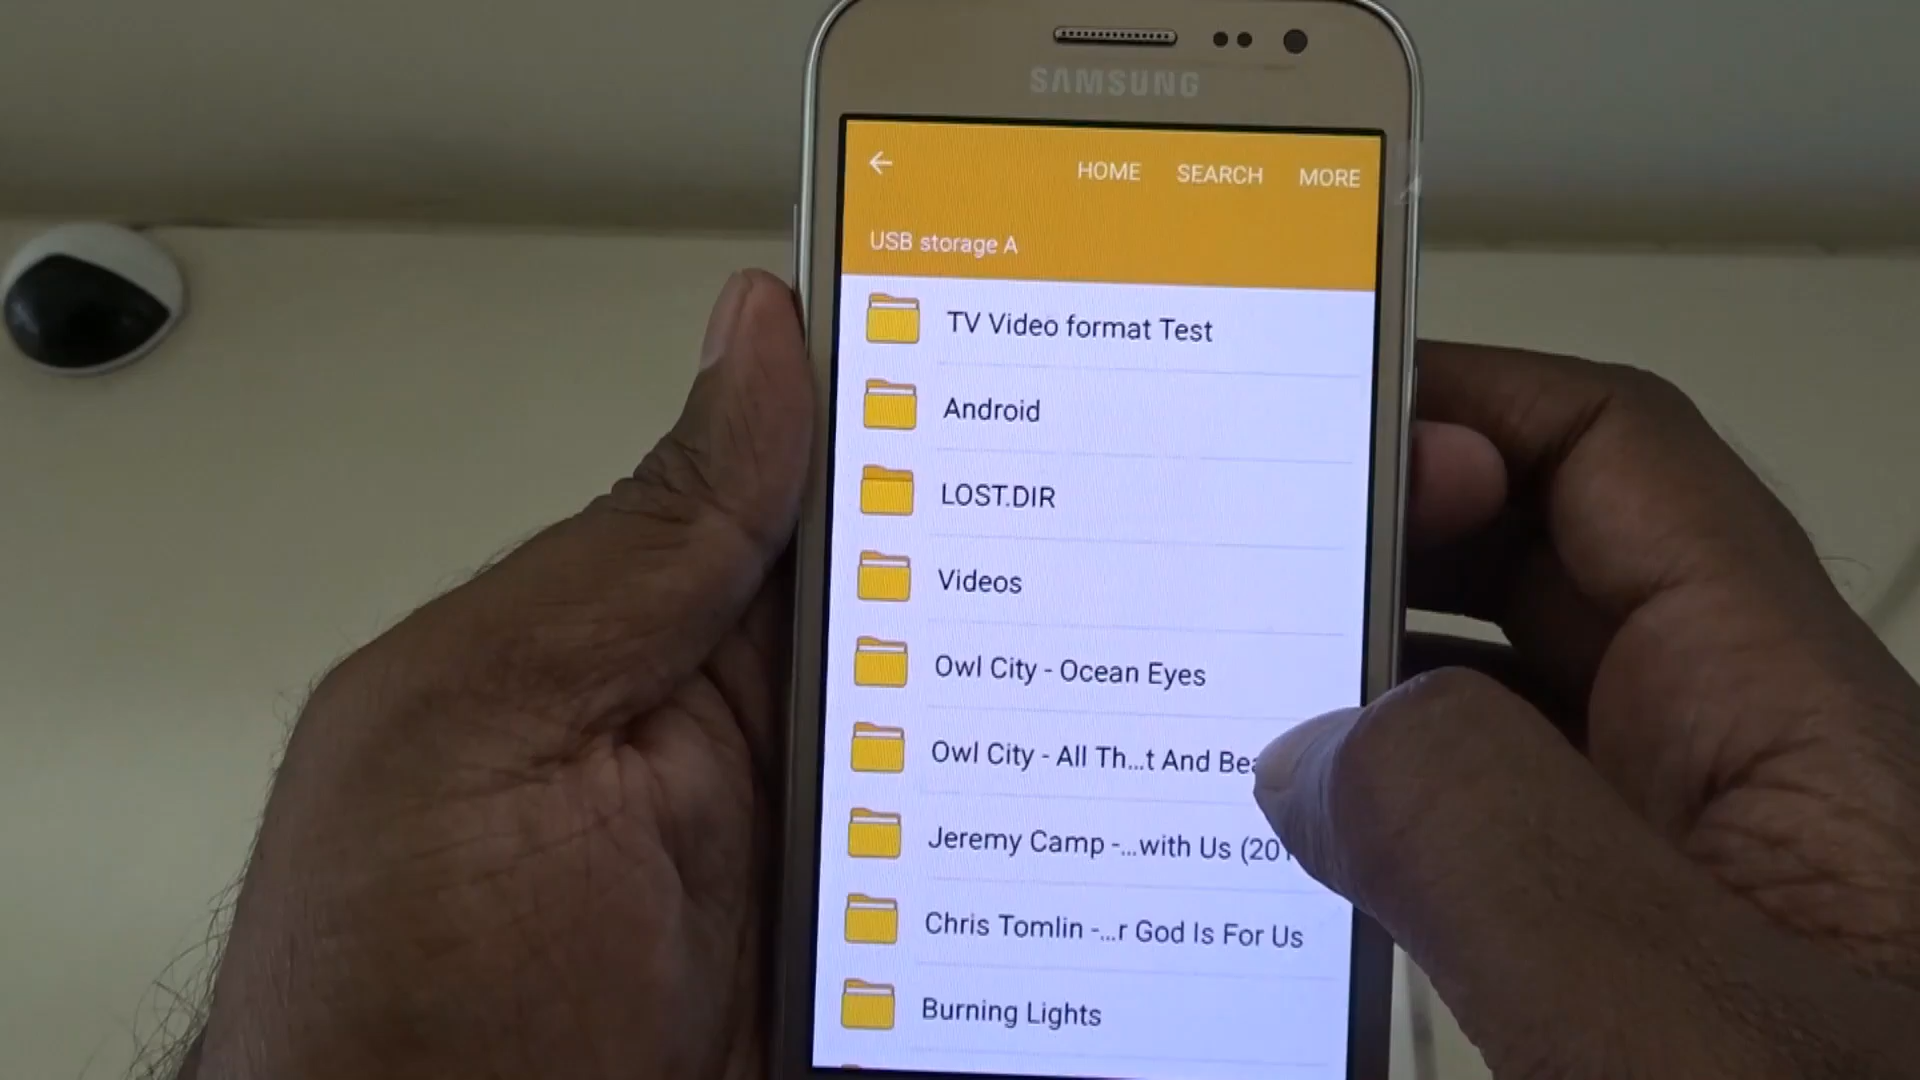 SAMSUNG
HOME SEARCH MORE
USB storage A
TV Video format Test
Android
LOST.DIR
Videos
Owl City - Ocean Eyes
Owl City - All Th...t And
Jeremy Camp -...with Us
Chris Tomlin -...r God Is For Us
Burning Lights